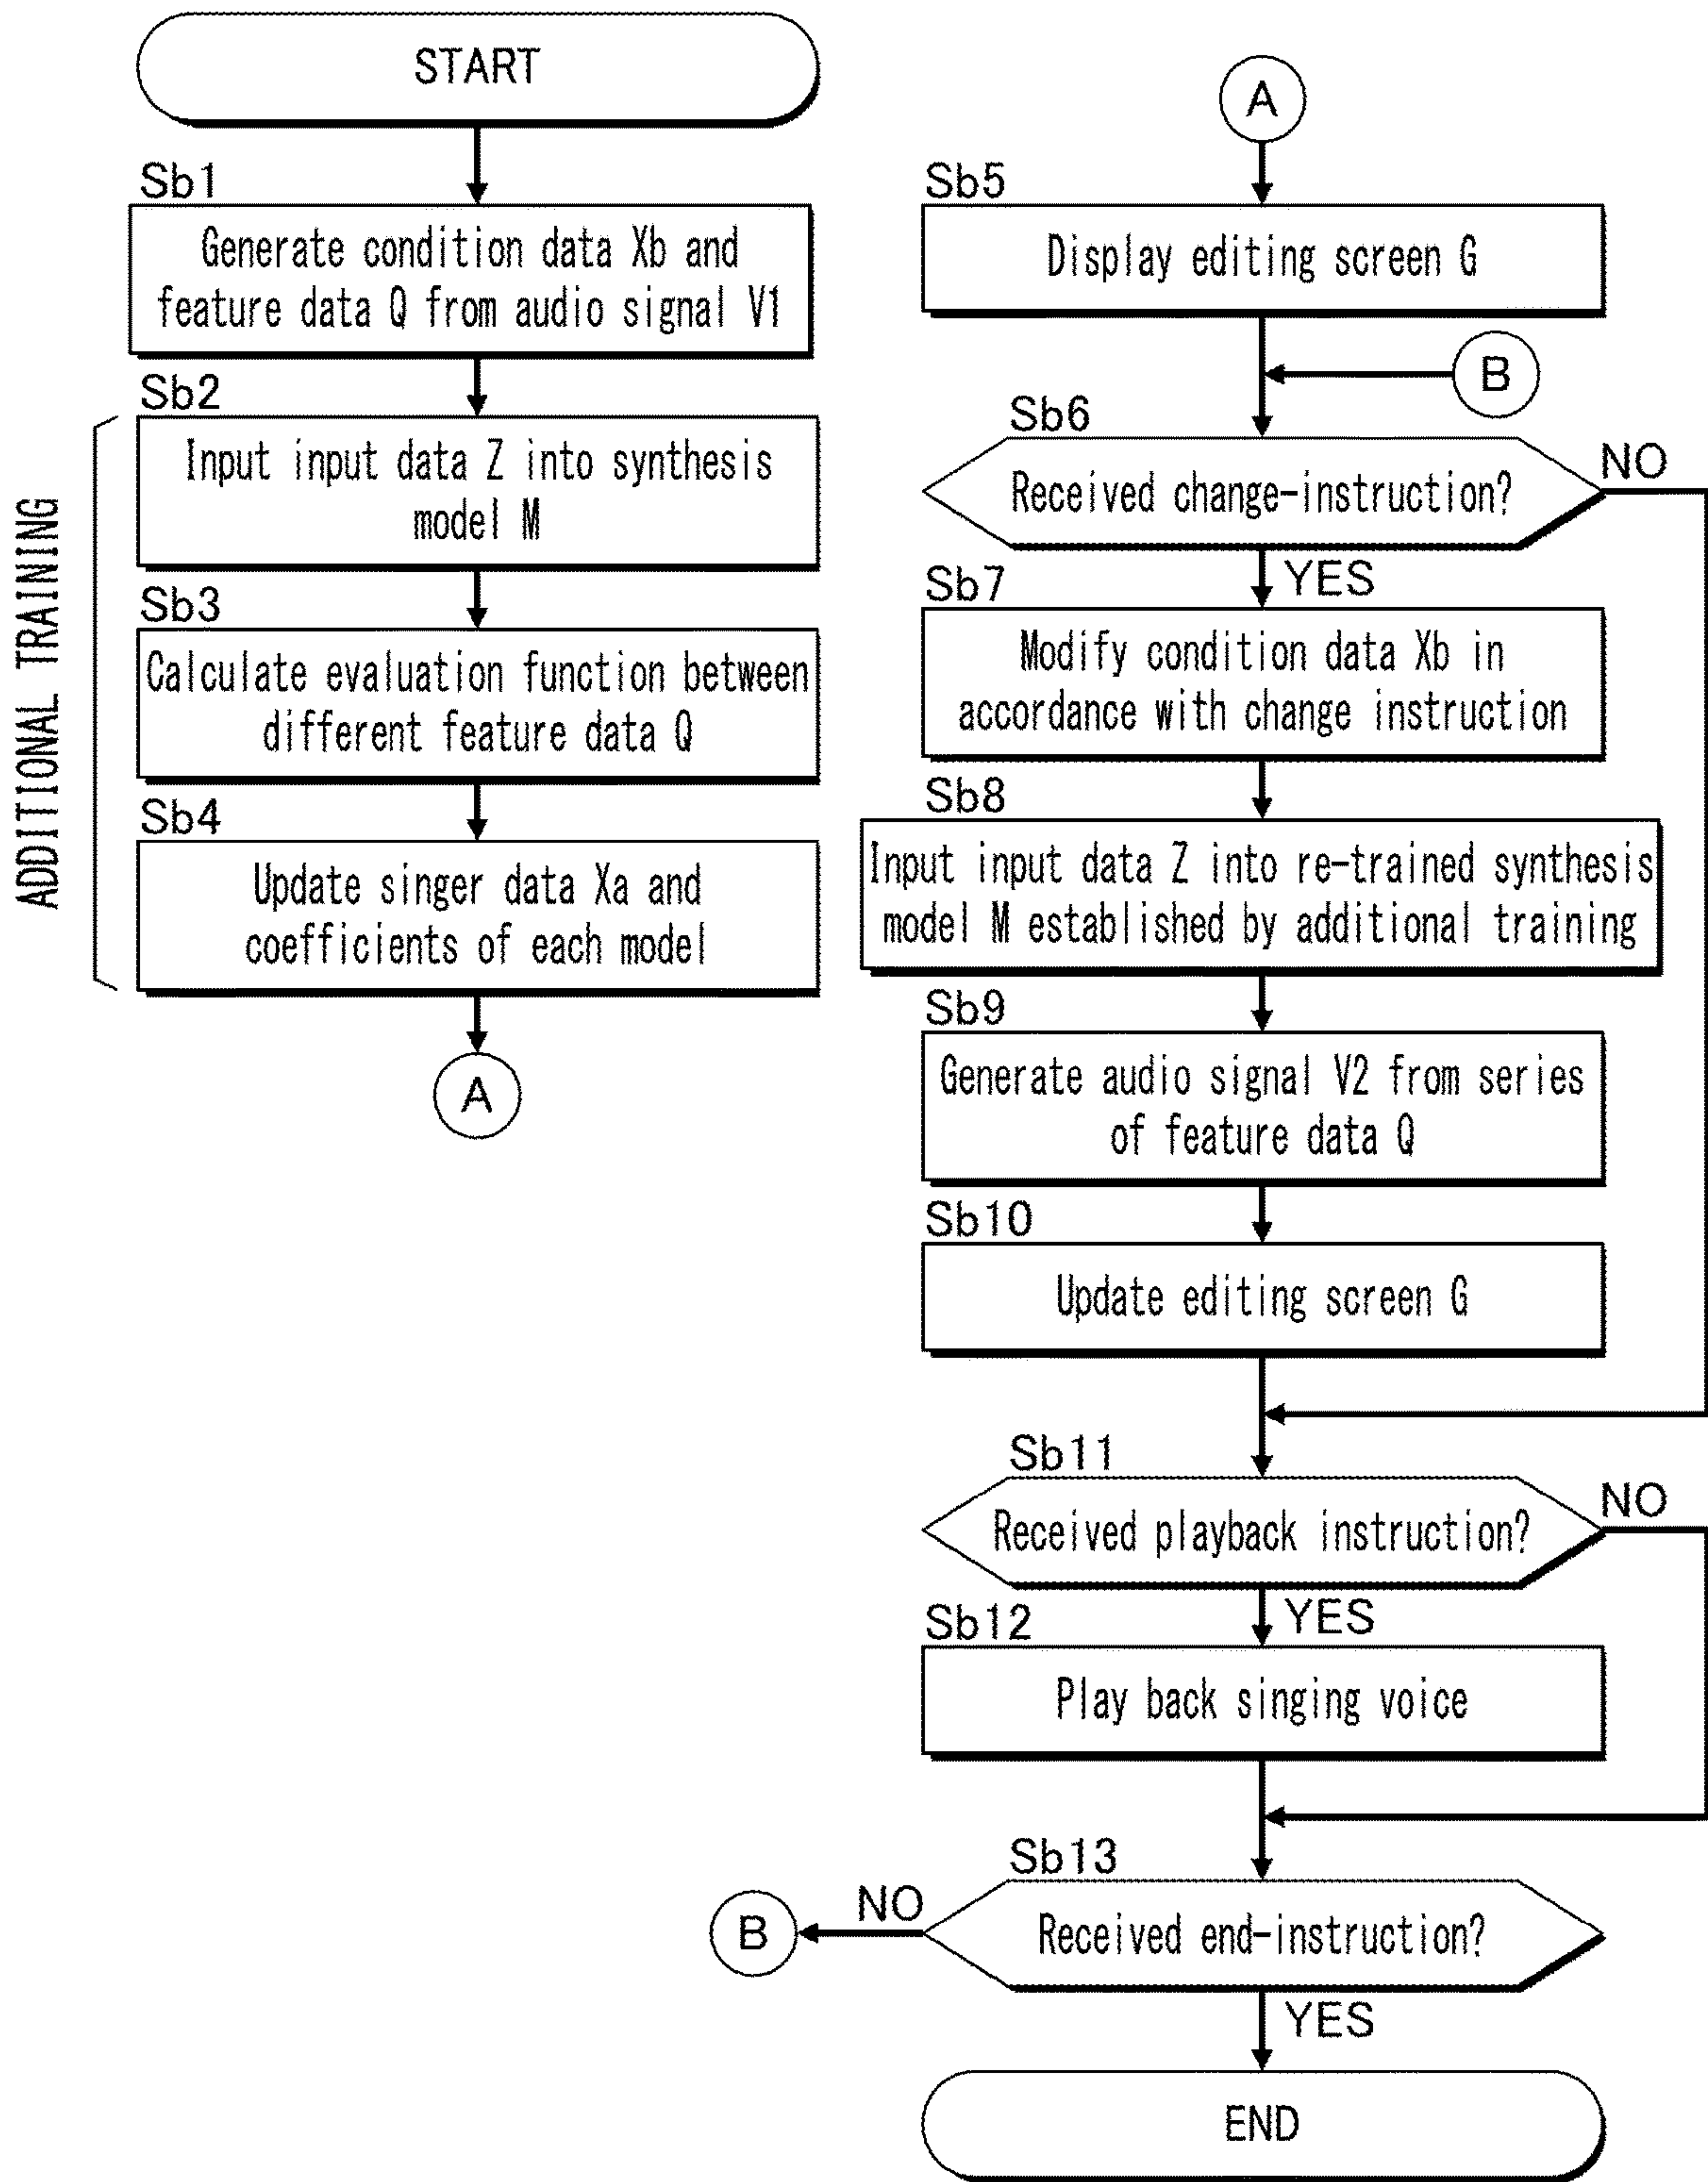 START
Sb1
Generate condition data Xb and
feature data Q from audio signal V1
ADDITIONAL TRAINING
Sb2
Input input data Z into synthesis
model M
Sb3
Calculate evaluation function between
different feature data Q
Sb4
Update singer data Xa and
coefficients of each model
A
A
Sb5
Display editing screen G
B
Sb6
Received change-instruction?
NO
YES
Sb7
Modify condition data Xb in
accordance with change instruction
Sb8
Input input data Z into re-trained synthesis
model M established by additional training
Sb9
Generate audio signal V2 from series
of feature data Q
Sb10
Update editing screen G
Sb11
Received playback instruction?
NO
YES
Sb12
Play back singing voice
Sb13
Received end-instruction?
NO
B
YES
END